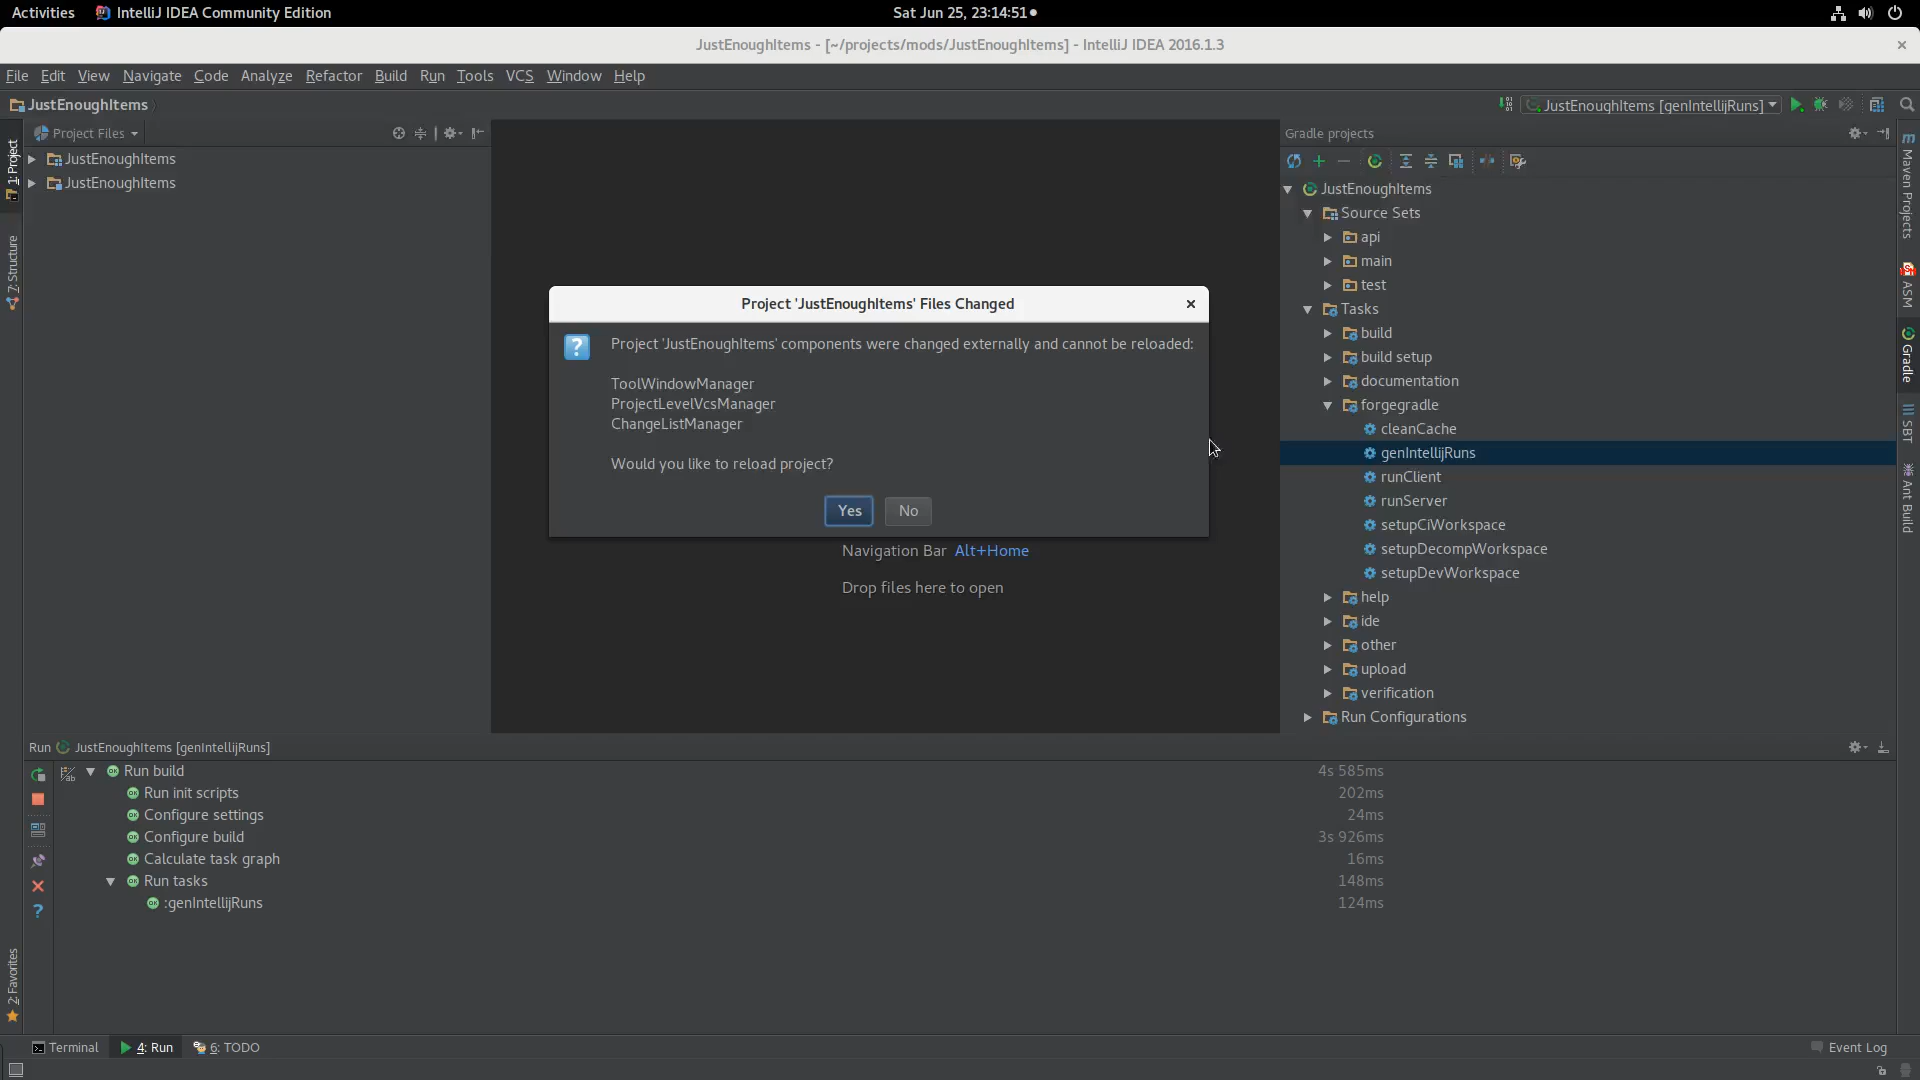 Activities
IntelliJ IDEA Community Edition
Sat Jun 25, 23:14:51
JustEnoughItems - [~/projects/mods/JustEnoughItems] - IntelliJ IDEA 2016.1.3
File Edit View Navigate Code Analyze Refactor Build Run Tools VCS Window Help
JustEnoughItems
JustEnoughItems [genIntellijRuns]
1: Project
7: Structure
2: Favorites
Project Files
JustEnoughItems
JustEnoughItems
Project 'JustEnoughItems' Files Changed
Project 'JustEnoughItems' components were changed externally and cannot be reloaded:
ToolWindowManager
ProjectLevelVcsManager
ChangeListManager
Would you like to reload project?
Yes
No
Navigation Bar Alt+Home
Drop files here to open
Gradle projects
JustEnoughItems
Source Sets
api
main
test
Tasks
build
build setup
documentation
forgegradle
cleanCache
genIntellijRuns
runClient
runServer
setupCiWorkspace
setupDecompWorkspace
setupDevWorkspace
help
ide
other
upload
verification
Run Configurations
Maven Projects
ASM
Gradle
SBT
Ant Build
Run JustEnoughItems [genIntellijRuns]
Run build 4s 585ms
Run init scripts 202ms
Configure settings 24ms
Configure build 3s 926ms
Calculate task graph 16ms
Run tasks 148ms
:genIntellijRuns 124ms
Terminal
4: Run
6: TODO
Event Log